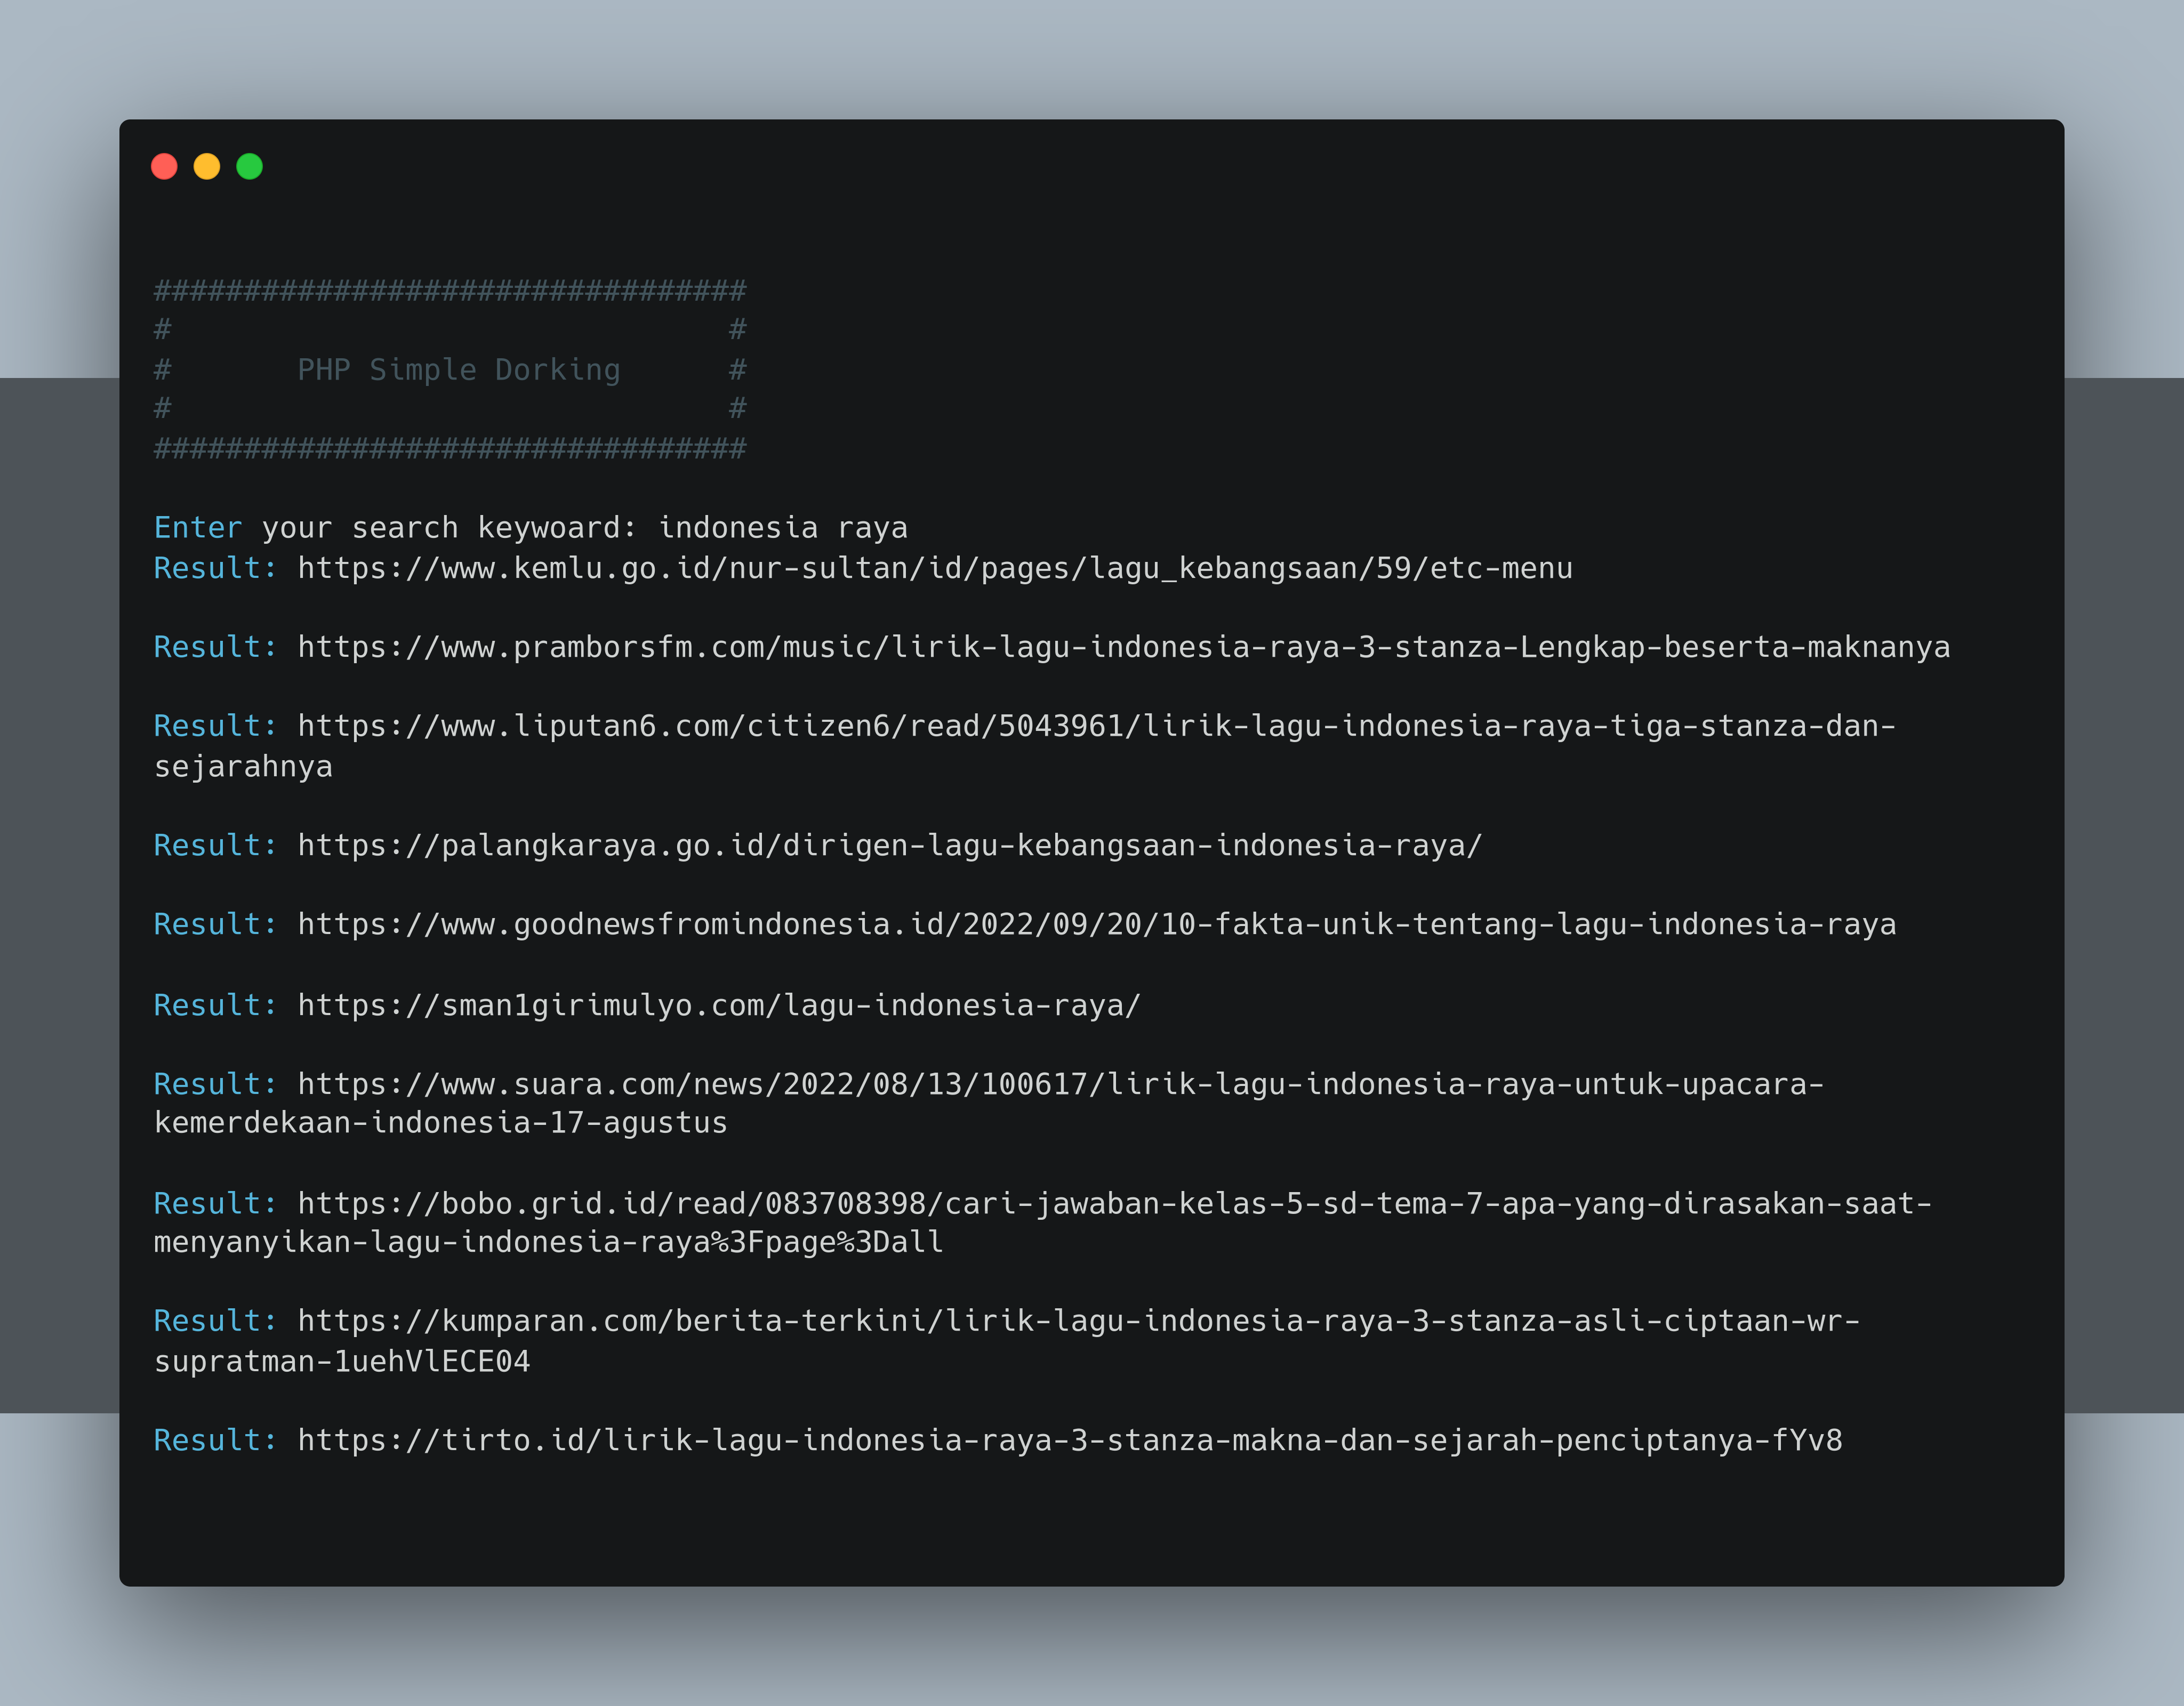 #################################
#                               #
#       PHP Simple Dorking      #
#                               #
#################################
Enter your search keywoard: indonesia raya
Result: https://www.kemlu.go.id/nur-sultan/id/pages/lagu_kebangsaan/59/etc-menu
Result: https://www.pramborsfm.com/music/lirik-lagu-indonesia-raya-3-stanza-Lengkap-beserta-maknanya
Result: https://www.liputan6.com/citizen6/read/5043961/lirik-lagu-indonesia-raya-tiga-stanza-dan-
sejarahnya
Result: https://palangkaraya.go.id/dirigen-lagu-kebangsaan-indonesia-raya/
Result: https://www.goodnewsfromindonesia.id/2022/09/20/10-fakta-unik-tentang-lagu-indonesia-raya
Result: https://sman1girimulyo.com/lagu-indonesia-raya/
Result: https://www.suara.com/news/2022/08/13/100617/lirik-lagu-indonesia-raya-untuk-upacara-
kemerdekaan-indonesia-17-agustus
Result: https://bobo.grid.id/read/083708398/cari-jawaban-kelas-5-sd-tema-7-apa-yang-dirasakan-saat-
menyanyikan-lagu-indonesia-raya%3Fpage%3Dall
Result: https://kumparan.com/berita-terkini/lirik-lagu-indonesia-raya-3-stanza-asli-ciptaan-wr-
supratman-1uehVlECE04
Result: https://tirto.id/lirik-lagu-indonesia-raya-3-stanza-makna-dan-sejarah-penciptanya-fYv8